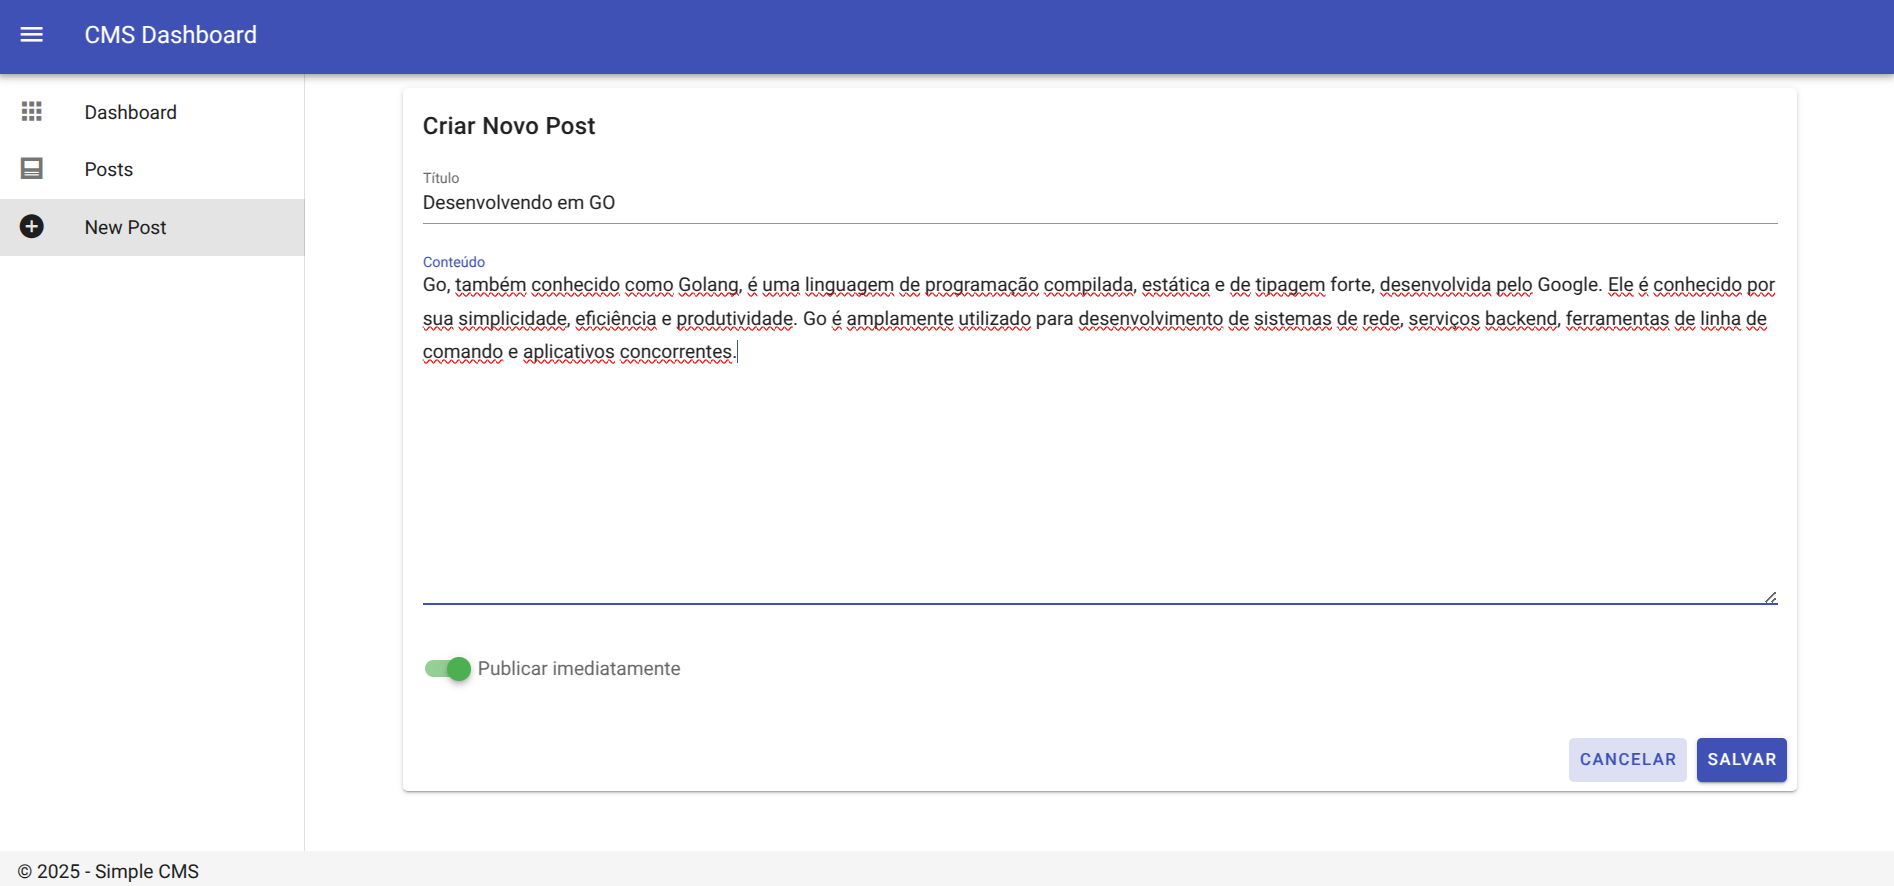 CMS Dashboard
Dashboard
Posts
New Post
Criar Novo Post
Título
Desenvolvendo em GO
Conteúdo
Go, também conhecido como Golang, é uma linguagem de programação compilada, estática e de tipagem forte, desenvolvida pelo Google. Ele é conhecido por
sua simplicidade, eficiência e produtividade. Go é amplamente utilizado para desenvolvimento de sistemas de rede, serviços backend, ferramentas de linha de
comando e aplicativos concorrentes.
Publicar imediatamente
CANCELAR
SALVAR
© 2025 - Simple CMS